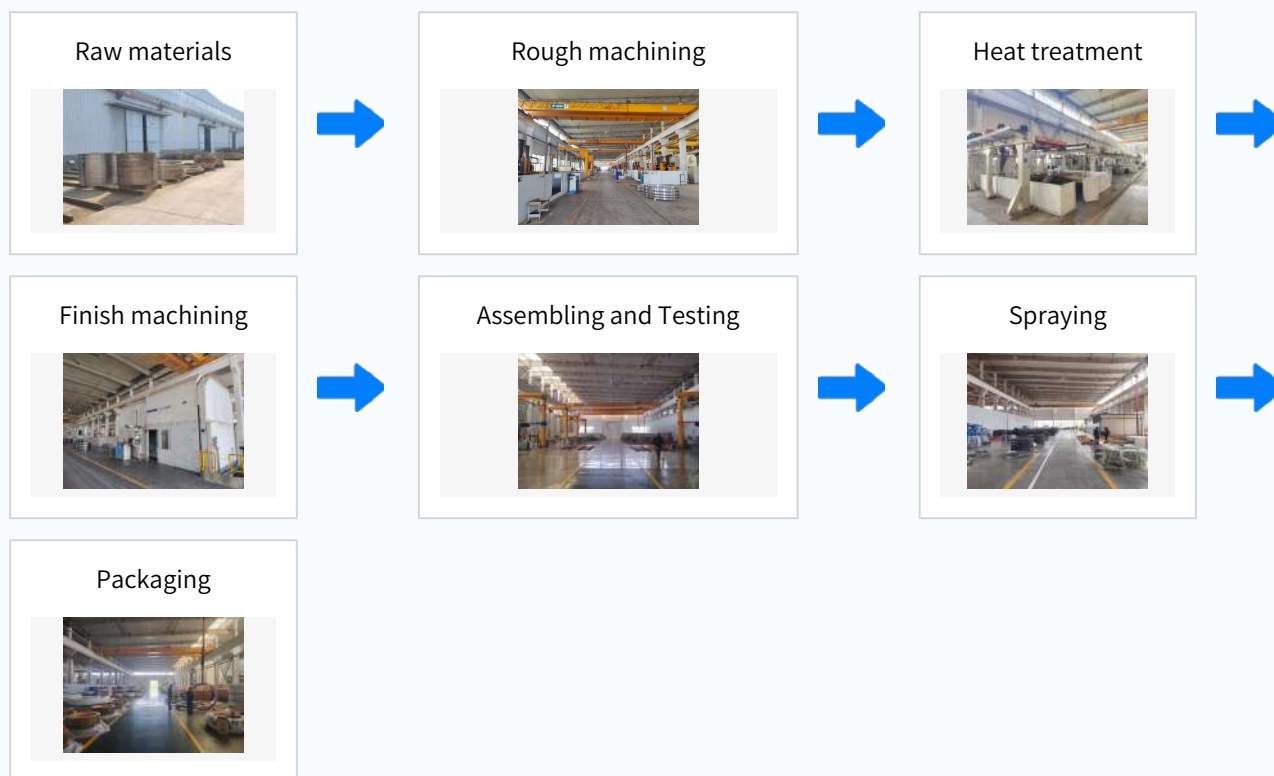 Raw materials
Rough machining
Heat treatment
Finish machining
Assembling and Testing
Spraying
Packaging